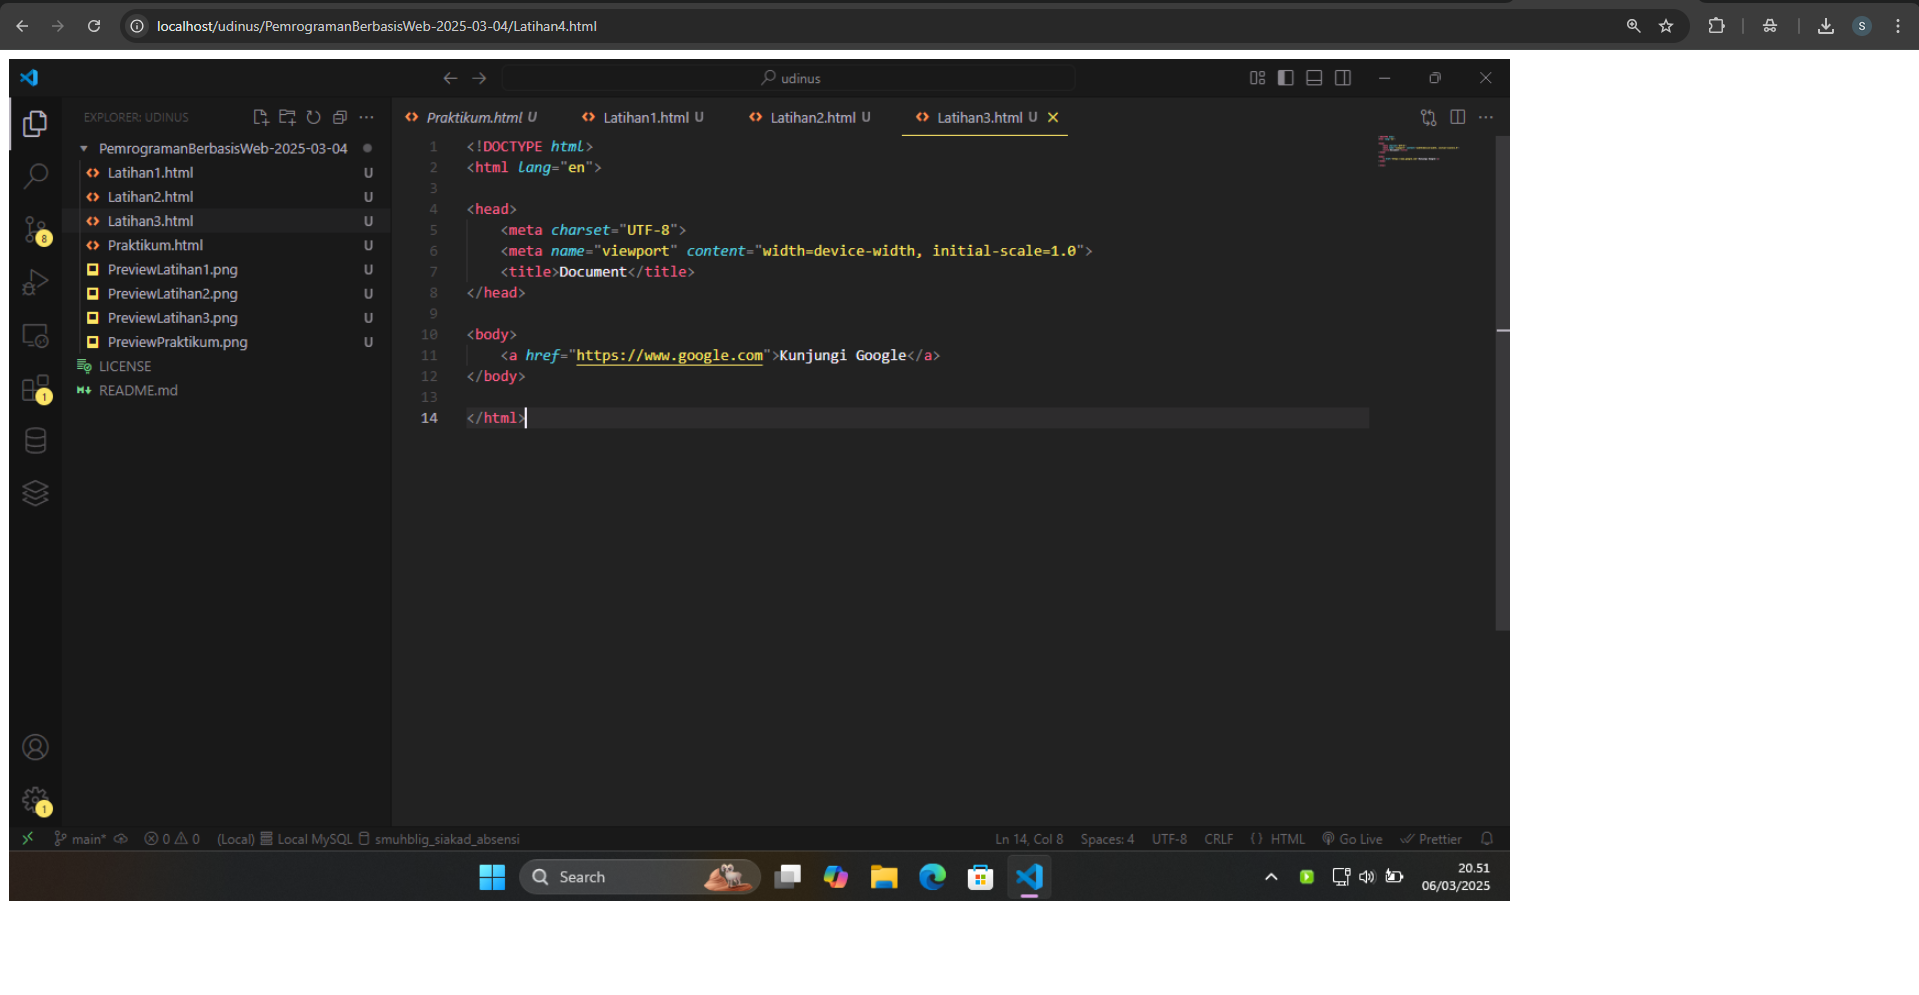 localhost/udinus/PemrogramanBerbasisWeb-2025-03-04/Latihan4.html
S
udinus
EXPLORER: UDINUS
Praktikum.html U
Latihan1.html U
Latihan2.html U
Latihan3.html U
PemrogramanBerbasisWeb-2025-03-04
Latihan1.html U
Latihan2.html U
Latihan3.html U
Praktikum.html U
PreviewLatihan1.png U
PreviewLatihan2.png U
PreviewLatihan3.png U
PreviewPraktikum.png U
LICENSE
README.md
8
1
1
1 <!DOCTYPE html>
2 <html lang="en">
3
4 <head>
5 <meta charset="UTF-8">
6 <meta name="viewport" content="width=device-width, initial-scale=1.0">
7 <title>Document</title>
8 </head>
9
10 <body>
11 <a href="https://www.google.com">Kunjungi Google</a>
12 </body>
13
14 </html>
main* 0 0 (Local) Local MySQL smuhblig_siakad_absensi Ln 14, Col 8 Spaces: 4 UTF-8 CRLF {} HTML Go Live Prettier
Search
20.51
06/03/2025